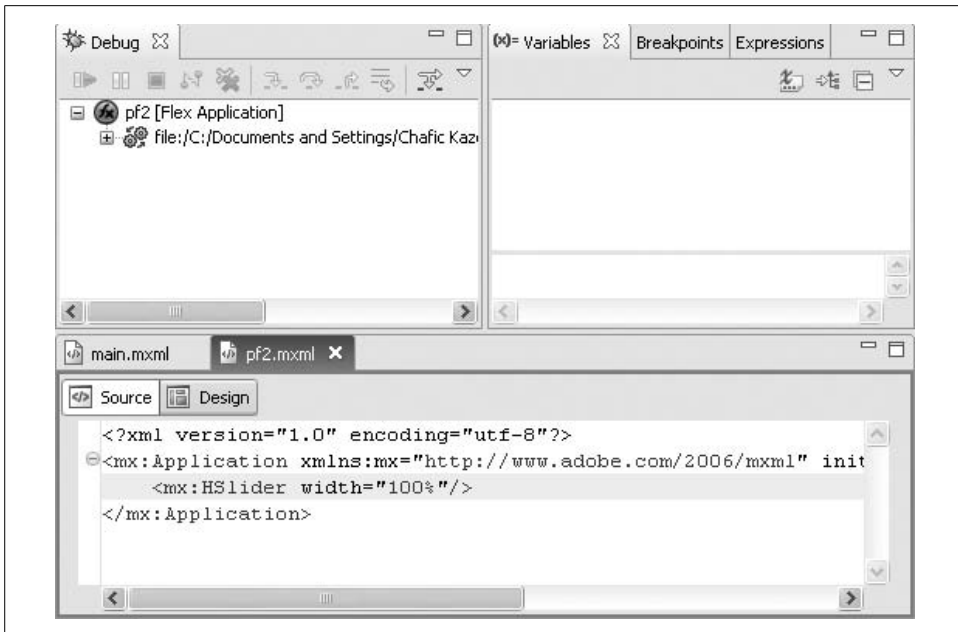 Debug
(x)= Variables Breakpoints Expressions
pf2 [Flex Application]
file:/C:/Documents and Settings/Chafic Kaz
main.mxml pf2.mxml
Source Design
<?xml version="1.0" encoding="utf-8"?>
<mx:Application xmlns:mx="http://www.adobe.com/2006/mxml" init
<mx:HSlider width="100%"/>
</mx:Application>